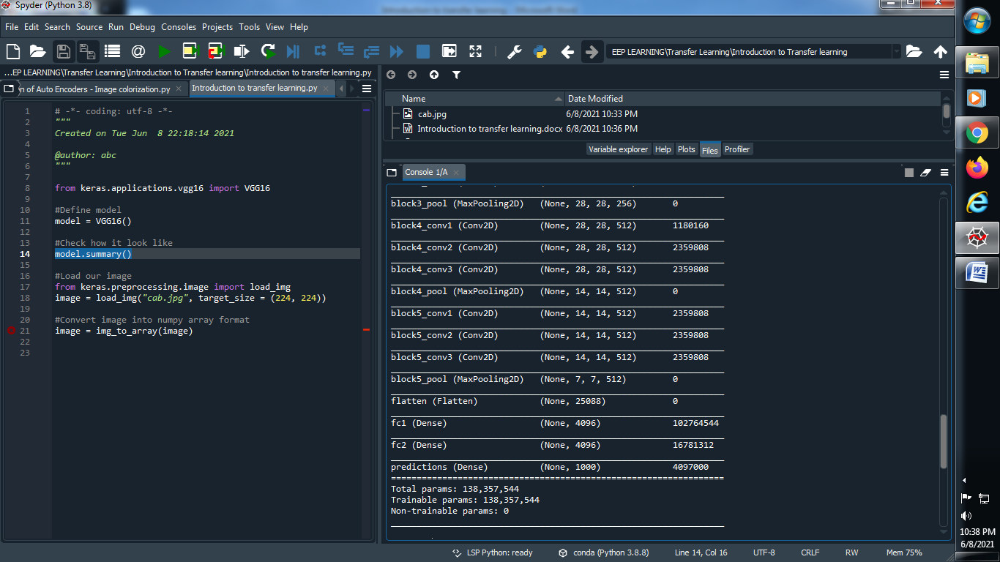 Spyder (Python 3.8)
File Edit Search Source Run Debug Consoles Projects Tools View Help
EEP LEARNING\Transfer Learning\Introduction to Transfer learning
...EP LEARNING\Transfer Learning\Introduction to Transfer learning\Introduction to transfer learning.py
n of Auto Encoders - Image colorization.py
Introduction to transfer learning.py
1 # -*- coding: utf-8 -*-
2 """
3 Created on Tue Jun  8 22:18:14 2021
4
5 @author: abc
6 """
7
8 from keras.applications.vgg16 import VGG16
9
10 #Define model
11 model = VGG16()
12
13 #Check how it look like
14 model.summary()
15
16 #Load our image
17 from keras.preprocessing.image import load_img
18 image = load_img("cab.jpg", target_size = (224, 224))
19
20 #Convert image into numpy array format
21 image = img_to_array(image)
22
23
Name Date Modified
cab.jpg 6/8/2021 10:33 PM
Introduction to transfer learning.docx 6/8/2021 10:36 PM
Variable explorer Help Plots Files Profiler
Console 1/A
block3_pool (MaxPooling2D) (None, 28, 28, 256) 0
block4_conv1 (Conv2D) (None, 28, 28, 512) 1180160
block4_conv2 (Conv2D) (None, 28, 28, 512) 2359808
block4_conv3 (Conv2D) (None, 28, 28, 512) 2359808
block4_pool (MaxPooling2D) (None, 14, 14, 512) 0
block5_conv1 (Conv2D) (None, 14, 14, 512) 2359808
block5_conv2 (Conv2D) (None, 14, 14, 512) 2359808
block5_conv3 (Conv2D) (None, 14, 14, 512) 2359808
block5_pool (MaxPooling2D) (None, 7, 7, 512) 0
flatten (Flatten) (None, 25088) 0
fc1 (Dense) (None, 4096) 102764544
fc2 (Dense) (None, 4096) 16781312
predictions (Dense) (None, 1000) 4097000
=================================================================
Total params: 138,357,544
Trainable params: 138,357,544
Non-trainable params: 0
LSP Python: ready conda (Python 3.8.8) Line 14, Col 16 UTF-8 CRLF RW Mem 75%
10:38 PM
6/8/2021